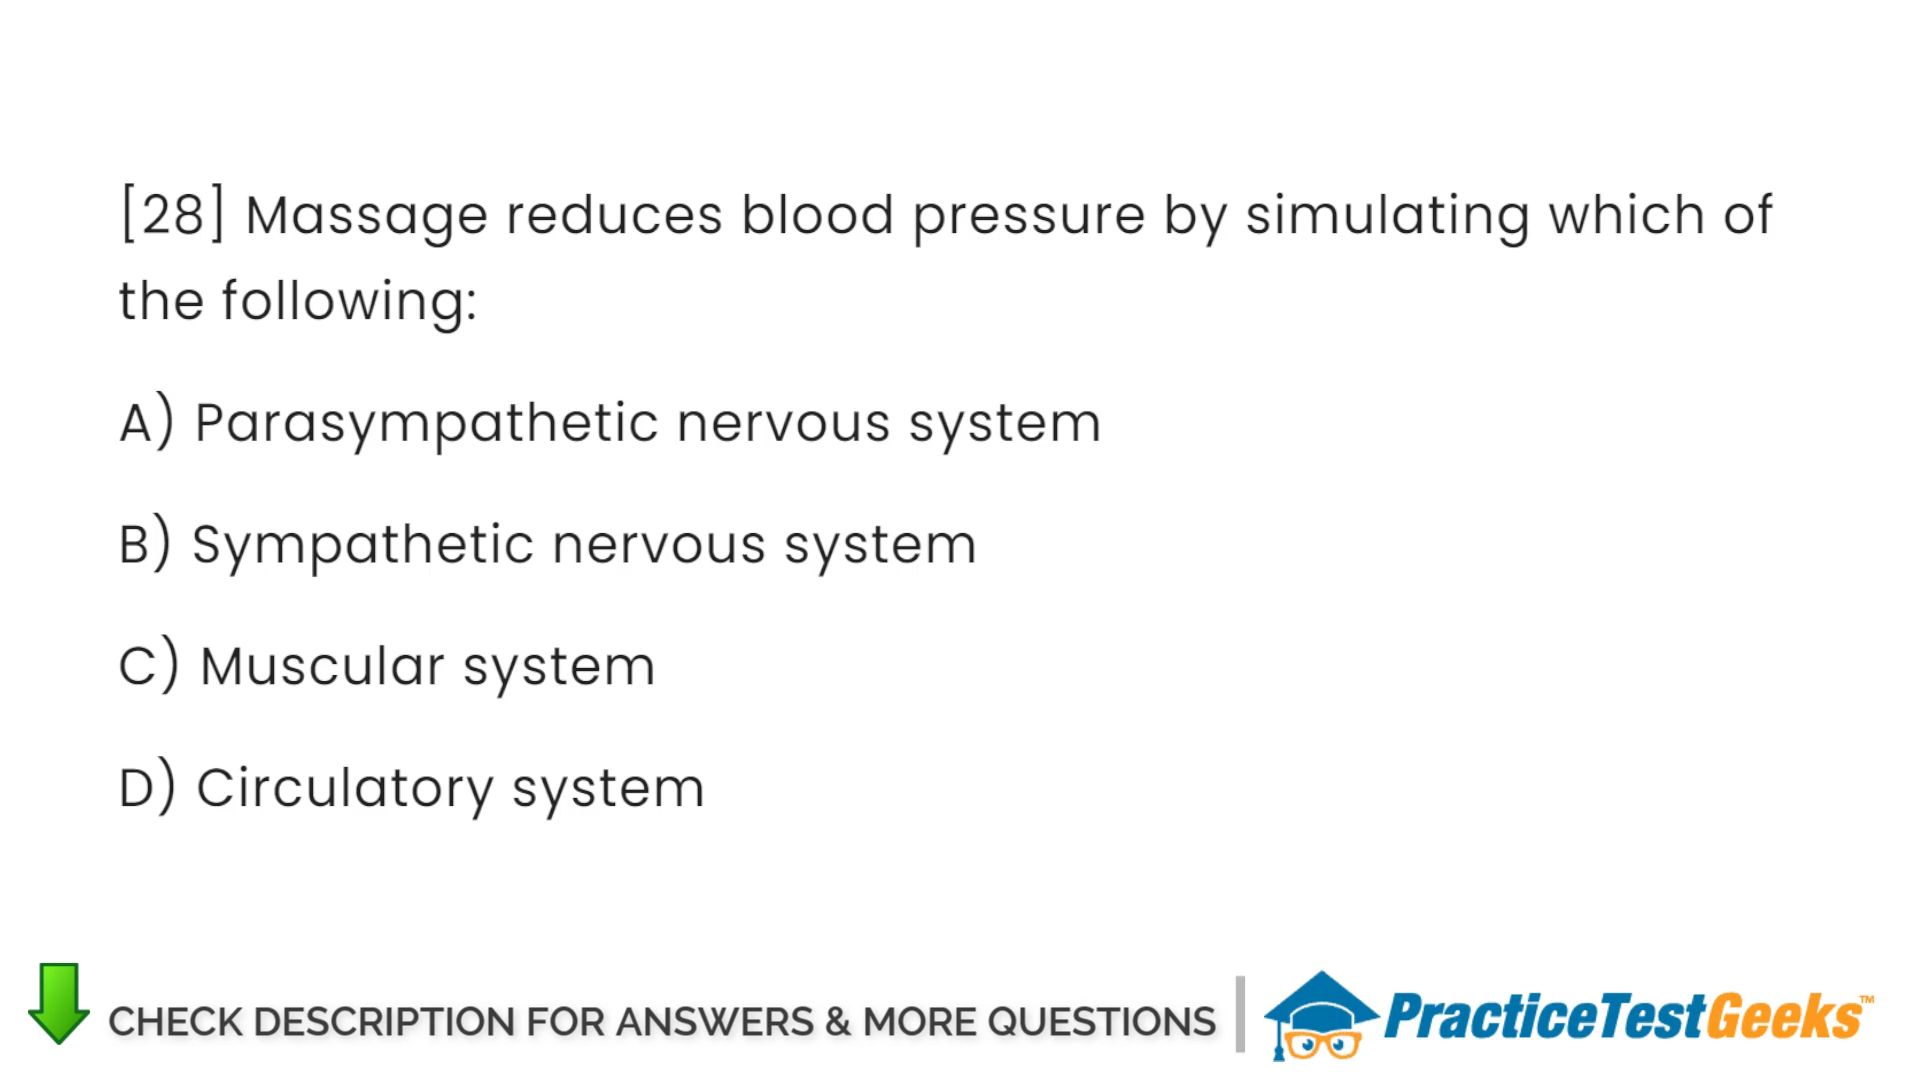 [28] Massage reduces blood pressure by simulating which of
the following:
A) Parasympathetic nervous system
B) Sympathetic nervous system
C) Muscular system
D) Circulatory system
CHECK DESCRIPTION FOR ANSWERS & MORE QUESTIONS
PracticeTestGeeks™